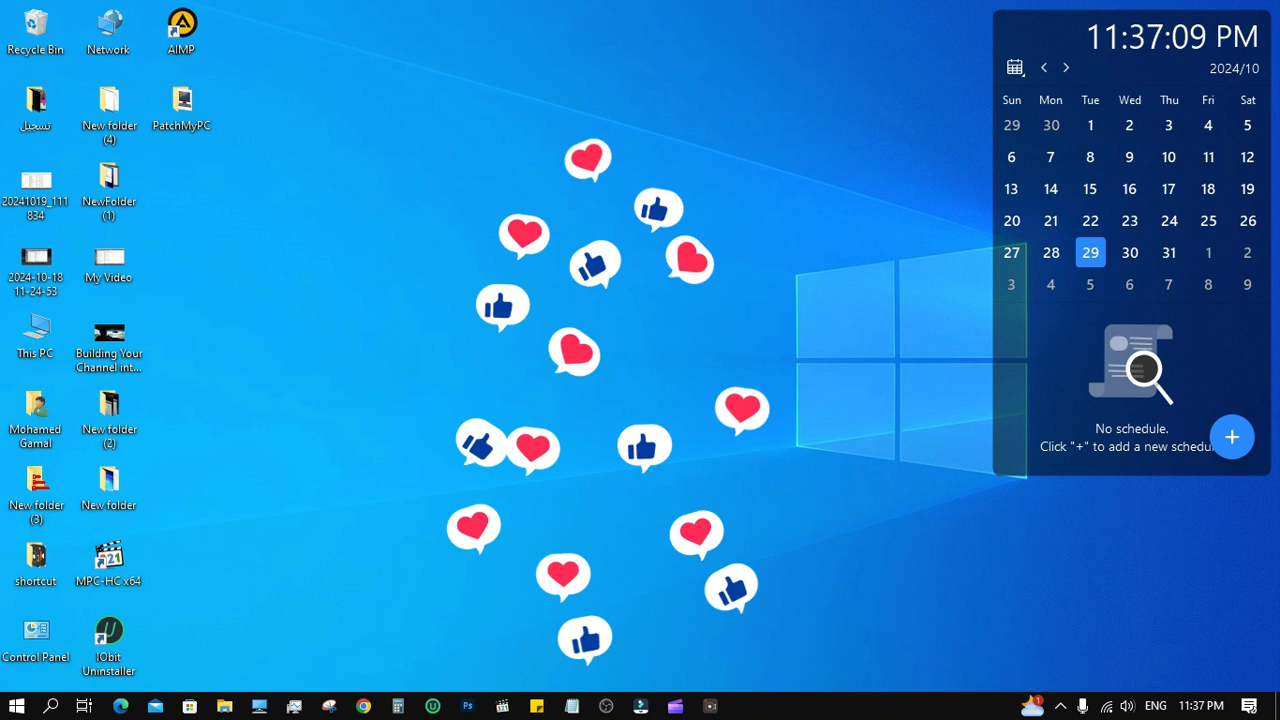 Recycle Bin
Network
AIMP
تسجيل
New folder
(4)
PatchMyPC
20241019_111
834
NewFolder
(1)
2024-10-18
11-24-53
My Video
This PC
Building Your
Channel int...
Mohamed
Gamal
New folder
(2)
New folder
(3)
New folder
shortcut
MPC-HC x64
321
Control Panel
IObit
Uninstaller
11:37:09 PM
2024/10
Sun Mon Tue Wed Thu Fri Sat
29 30 1 2 3 4 5
6 7 8 9 10 11 12
13 14 15 16 17 18 19
20 21 22 23 24 25 26
27 28 29 30 31 1 2
3 4 5 6 7 8 9
No schedule.
Click "+" to add a new schedu
1
Ps
ENG 11:37 PM